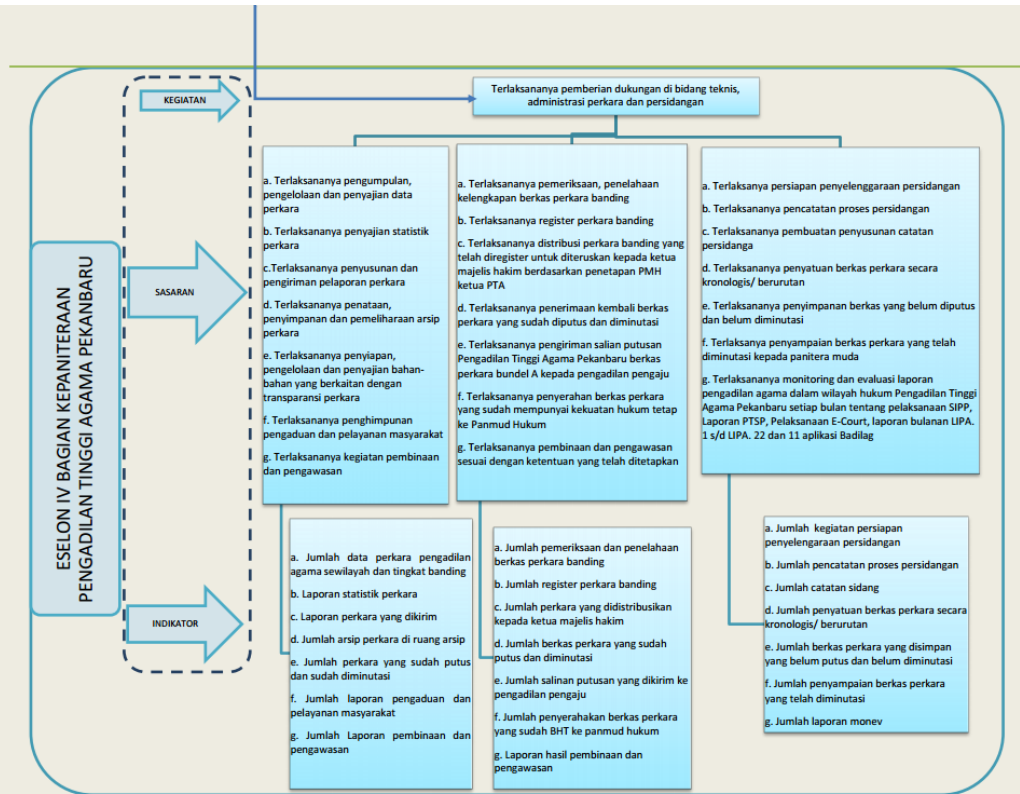 ESELON IV BAGIAN KEPANITERAAN
PENGADILAN TINGGI AGAMA PEKANBARU
KEGIATAN
SASARAN
INDIKATOR
Terlaksananya pemberian dukungan di bidang teknis,
administrasi perkara dan persidangan
a. Terlaksananya pengumpulan,
pengelolaan dan penyajian data
perkara
b. Terlaksananya penyajian statistik
perkara
c.Terlaksananya penyusunan dan
pengiriman pelaporan perkara
d. Terlaksananya penataan,
penyimpanan dan pemeliharaan arsip
perkara
e. Terlaksananya penyiapan,
pengelolaan dan penyajian bahan-
bahan yang berkaitan dengan
transparansi perkara
f. Terlaksananya penghimpunan
pengaduan dan pelayanan masyarakat
g. Terlaksananya kegiatan pembinaan
dan pengawasan
a. Terlaksananya pemeriksaan, penelahaan
kelengkapan berkas perkara banding
b. Terlaksananya register perkara banding
c. Terlaksananya distribusi perkara banding yang
telah diregister untuk diteruskan kepada ketua
majelis hakim berdasarkan penetapan PMH
ketua PTA
d. Terlaksananya penerimaan kembali berkas
perkara yang sudah diputus dan diminutasi
e. Terlaksananya pengiriman salian putusan
Pengadilan Tinggi Agama Pekanbaru berkas
perkara bundel A kepada pengadilan pengaju
f. Terlaksananya penyerahan berkas perkara
yang sudah mempunyai kekuatan hukum tetap
ke Panmud Hukum
g. Terlaksananya pembinaan dan pengawasan
sesuai dengan ketentuan yang telah ditetapkan
a. Terlaksanya persiapan penyelenggaraan persidangan
b. Terlaksananya pencatatan proses persidangan
c. Terlaksananya pembuatan penyusunan catatan
persidanga
d. Terlaksananya penyatuan berkas perkara secara
kronologis/ berurutan
e. Terlaksananya penyimpanan berkas yang belum diputus
dan belum diminutasi
f. Terlaksanya penyampaian berkas perkara yang telah
diminutasi kepada panitera muda
g. Terlaksananya monitoring dan evaluasi laporan
pengadilan agama dalam wilayah hukum Pengadilan Tinggi
Agama Pekanbaru setiap bulan tentang pelaksanaan SIPP,
Laporan PTSP, Pelaksanaan E-Court, laporan bulanan LIPA.
1 s/d LIPA. 22 dan 11 aplikasi Badilag
a. Jumlah data perkara pengadilan
agama sewilayah dan tingkat banding
b. Laporan statistik perkara
c. Laporan perkara yang dikirim
d. Jumlah arsip perkara di ruang arsip
e. Jumlah perkara yang sudah putus
dan sudah diminutasi
f. Jumlah laporan pengaduan dan
pelayanan masyarakat
g. Jumlah Laporan pembinaan dan
pengawasan
a. Jumlah pemeriksaan dan penelahaan
berkas perkara banding
b. Jumlah register perkara banding
c. Jumlah perkara yang didistribusikan
kepada ketua majelis hakim
d. Jumlah berkas perkara yang sudah
putus dan diminutasi
e. Jumlah salinan putusan yang dikirim ke
pengadilan pengaju
f. Jumlah penyerahakan berkas perkara
yang sudah BHT ke panmud hukum
g. Laporan hasil pembinaan dan
pengawasan
a. Jumlah kegiatan persiapan
penyelengaraan persidangan
b. Jumlah pencatatan proses persidangan
c. Jumlah catatan sidang
d. Jumlah penyatuan berkas perkara secara
kronologis/ berurutan
e. Jumlah berkas perkara yang disimpan
yang belum putus dan belum diminutasi
f. Jumlah penyampaian berkas perkara
yang telah diminutasi
g. Jumlah laporan monev